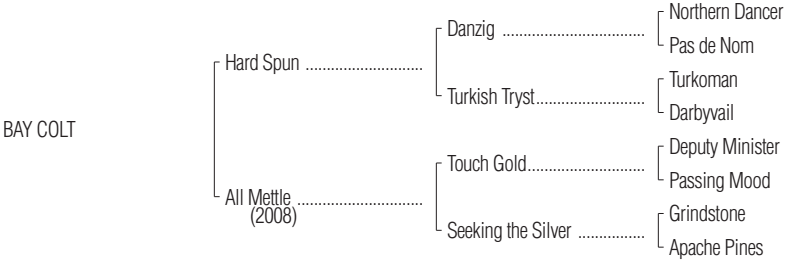 Northern Dancer
Danzig ................................
Pas de Nom
Hard Spun ...........................
Turkoman
Turkish Tryst........................
Darbyvail
BAY COLT
Deputy Minister
Touch Gold..........................
Passing Mood
All Mettle ............................
(2008)
Grindstone
Seeking the Silver ...............
Apache Pines